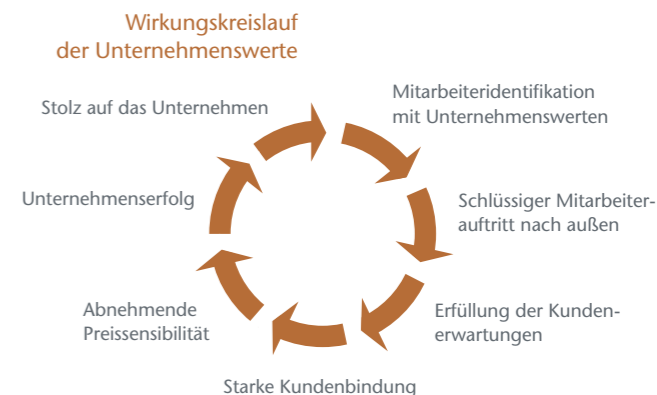 Wirkungskreislauf
der Unternehmenswerte
Stolz auf das Unternehmen
Mitarbeiteridentifikation
mit Unternehmenswerten
Schlüssiger Mitarbeiter-
auftritt nach außen
Erfüllung der Kunden-
erwartungen
Starke Kundenbindung
Abnehmende
Preissensibilität
Unternehmenserfolg